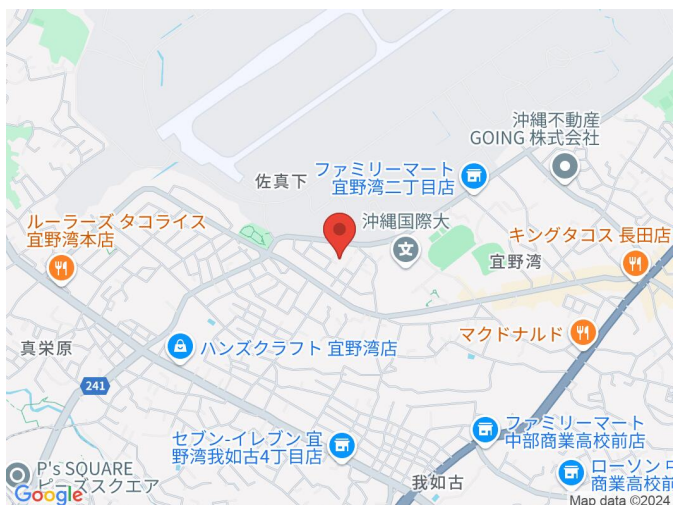 沖縄不動産
GOING 株式会社
ファミリーマート
宜野湾二丁目店
佐真下
ルーラーズ タコライス
宜野湾本店
沖縄国際大
宜野湾
キングタコス 長田店
マクドナルド
真栄原
ハンズクラフト 宜野湾店
241
セブン-イレブン 宜
野湾我如古4丁目店
ファミリーマート
中部商業高校前店
我如古
P's SQUARE
ピーズスクエア
ローソン 中
商業高校前
Google
Map data ©2024